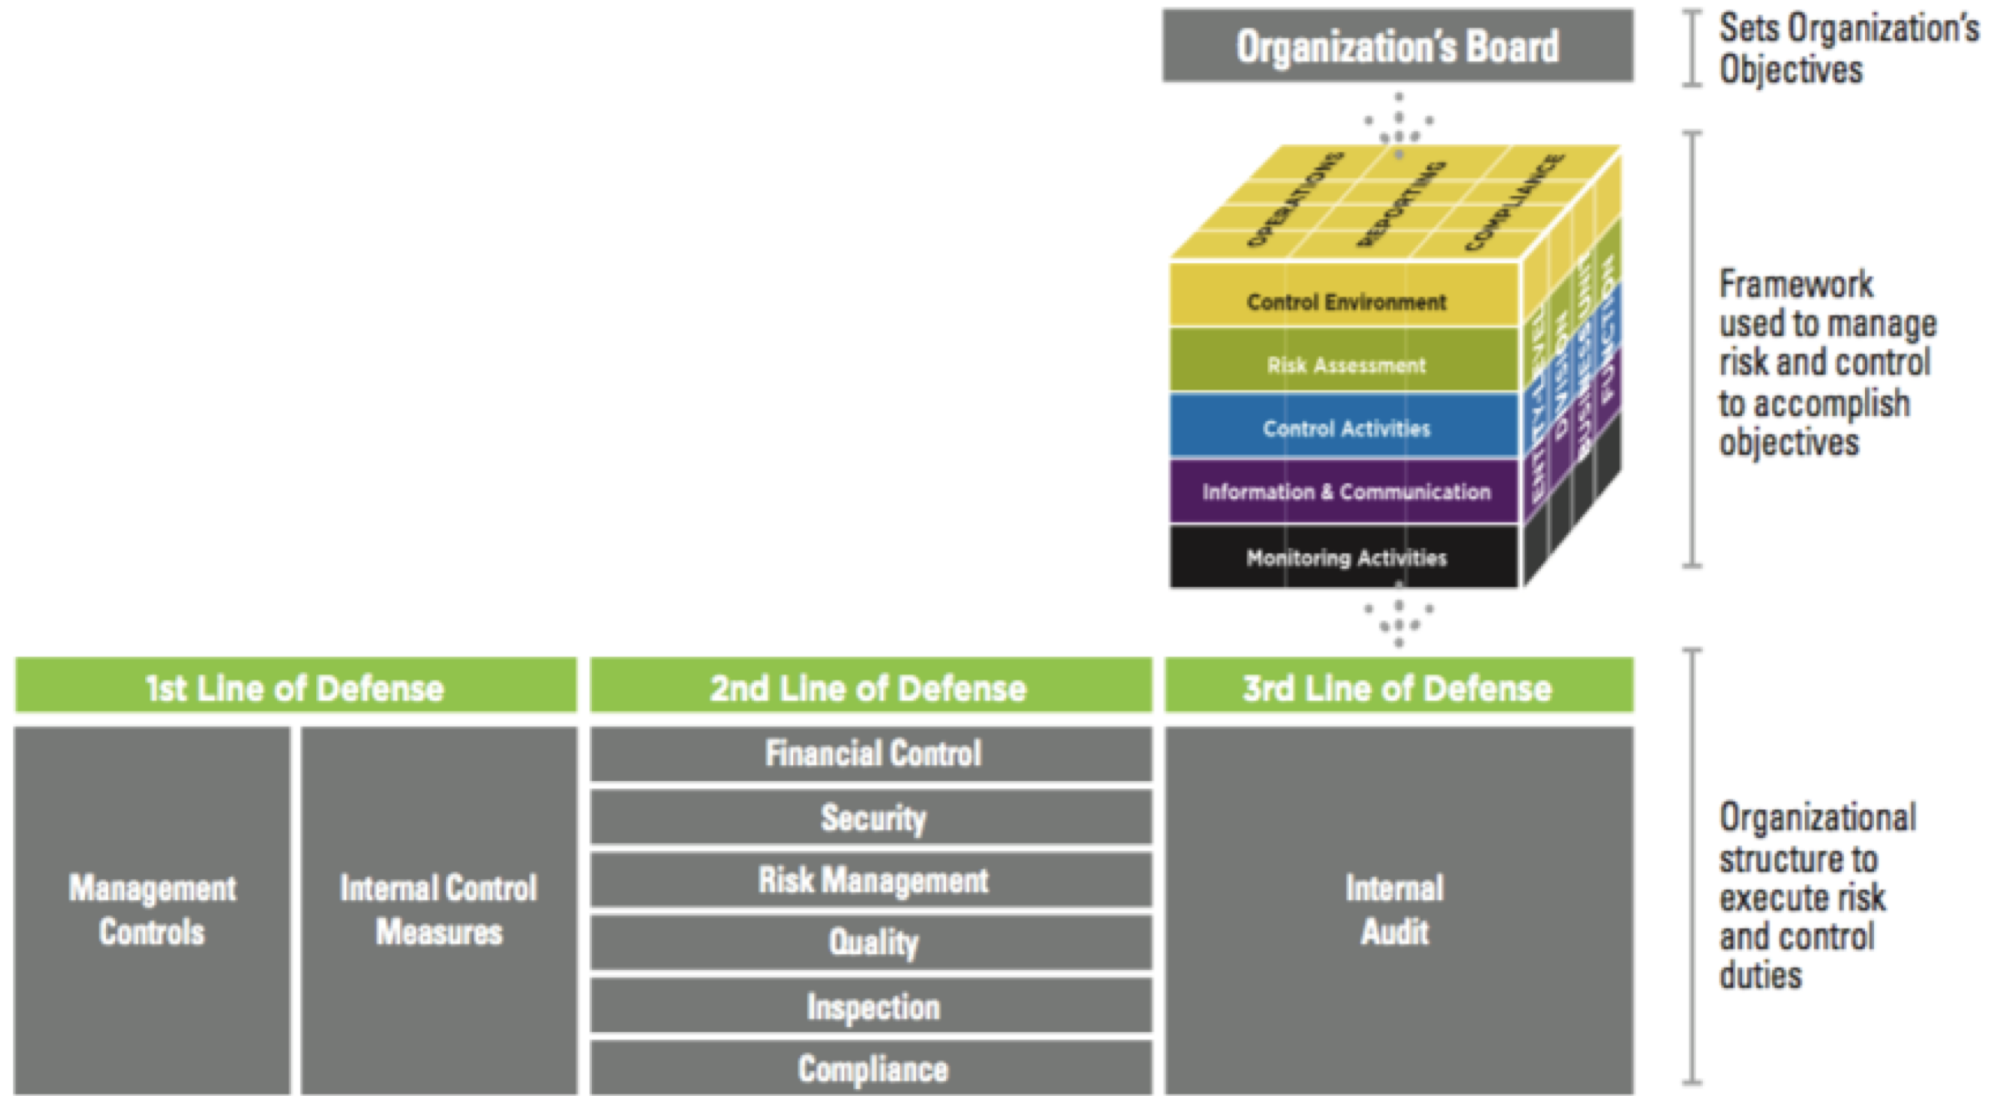 Organization's Board
Sets Organization's
Objectives
OPERATIONS
REPORTING
COMPLIANCE
Control Environment
Risk Assessment
Control Activities
Information & Communication
Monitoring Activities
ENTITY-LEVEL
DIVISION
BUSINESS UNIT
FUNCTION
Framework
used to manage
risk and control
to accomplish
objectives
1st Line of Defense
2nd Line of Defense
3rd Line of Defense
Management
Controls
Internal Control
Measures
Financial Control
Security
Risk Management
Quality
Inspection
Compliance
Internal
Audit
Organizational
structure to
execute risk
and control
duties